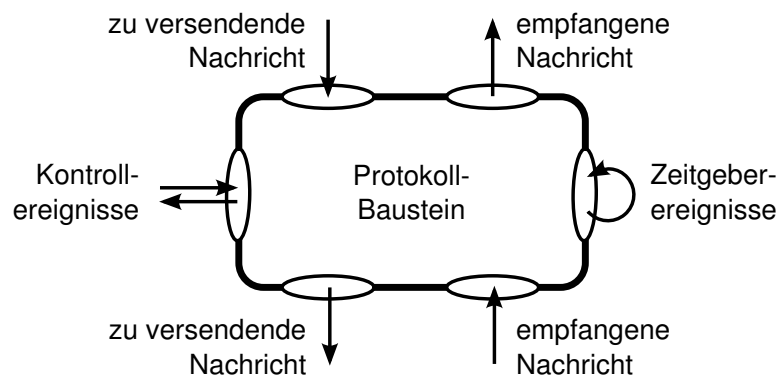 zu versendende
Nachricht
empfangene
Nachricht
Kontroll-
ereignisse
Protokoll-
Baustein
Zeitgeber-
ereignisse
zu versendende
Nachricht
empfangene
Nachricht